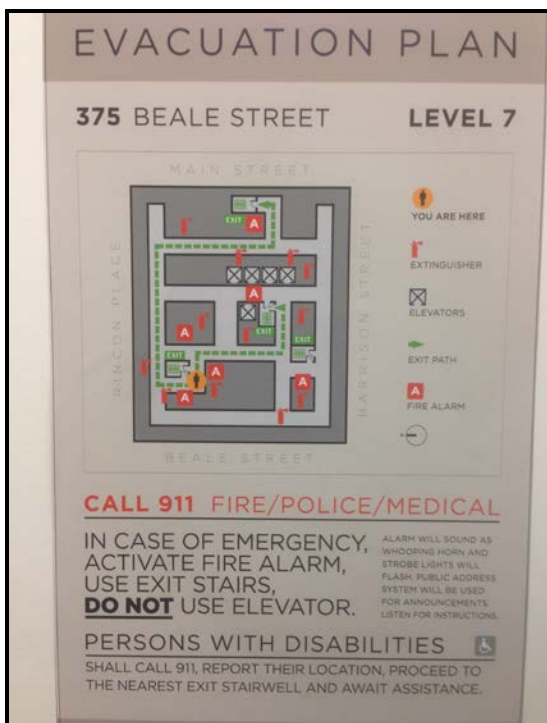 EVACUATION PLAN
375 BEALE STREET
LEVEL 7
MAIN STREET
RINCON PLACE
HARRISON STREET
BEALE STREET
EXIT
A
A
A
EXIT
EXIT
EXIT
A
A
A
YOU ARE HERE
EXTINGUISHER
ELEVATORS
EXIT PATH
A
FIRE ALARM
CALL 911 FIRE/POLICE/MEDICAL
IN CASE OF EMERGENCY,
ACTIVATE FIRE ALARM,
USE EXIT STAIRS,
DO NOT USE ELEVATOR.
ALARM WILL SOUND AS
WHOOPING HORN AND
STROBE LIGHTS WILL
FLASH. PUBLIC ADDRESS
SYSTEM WILL BE USED
FOR ANNOUNCEMENTS.
LISTEN FOR INSTRUCTIONS.
PERSONS WITH DISABILITIES
SHALL CALL 911, REPORT THEIR LOCATION, PROCEED TO
THE NEAREST EXIT STAIRWELL AND AWAIT ASSISTANCE.